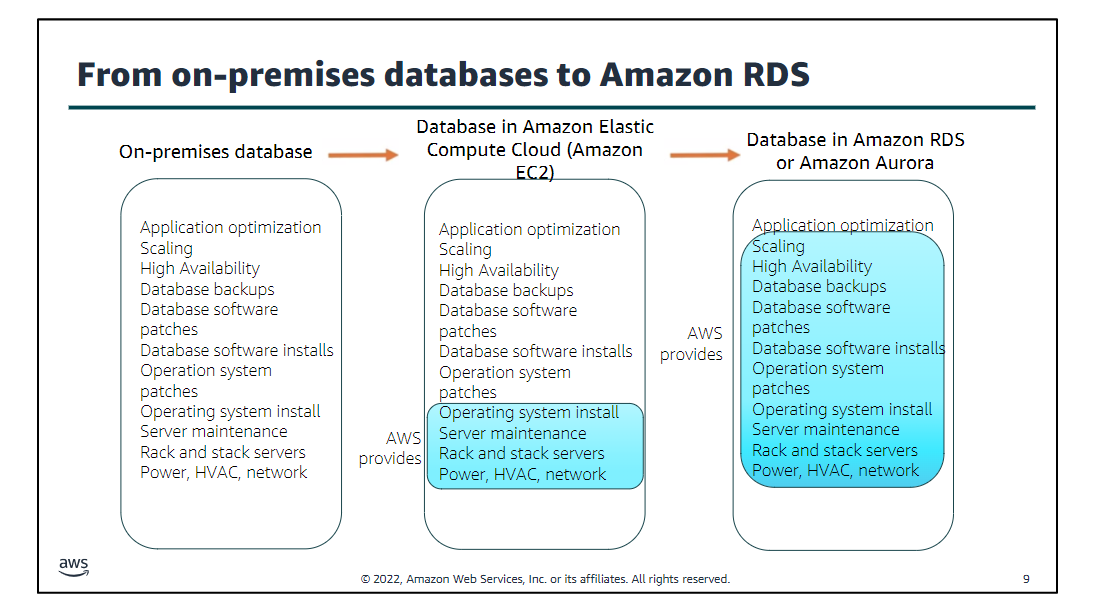 From on-premises databases to Amazon RDS
On-premises database
Database in Amazon Elastic
Compute Cloud (Amazon
EC2)
Database in Amazon RDS
or Amazon Aurora
Application optimization
Scaling
High Availability
Database backups
Database software
patches
Database software installs
Operation system
patches
Operating system install
Server maintenance
Rack and stack servers
Power, HVAC, network
AWS
provides
Application optimization
Scaling
High Availability
Database backups
Database software
patches
Database software installs
Operation system
patches
Operating system install
Server maintenance
Rack and stack servers
Power, HVAC, network
AWS
provides
Application optimization
Scaling
High Availability
Database backups
Database software
patches
Database software installs
Operation system
patches
Operating system install
Server maintenance
Rack and stack servers
Power, HVAC, network
aws
© 2022, Amazon Web Services, Inc. or its affiliates. All rights reserved.
9